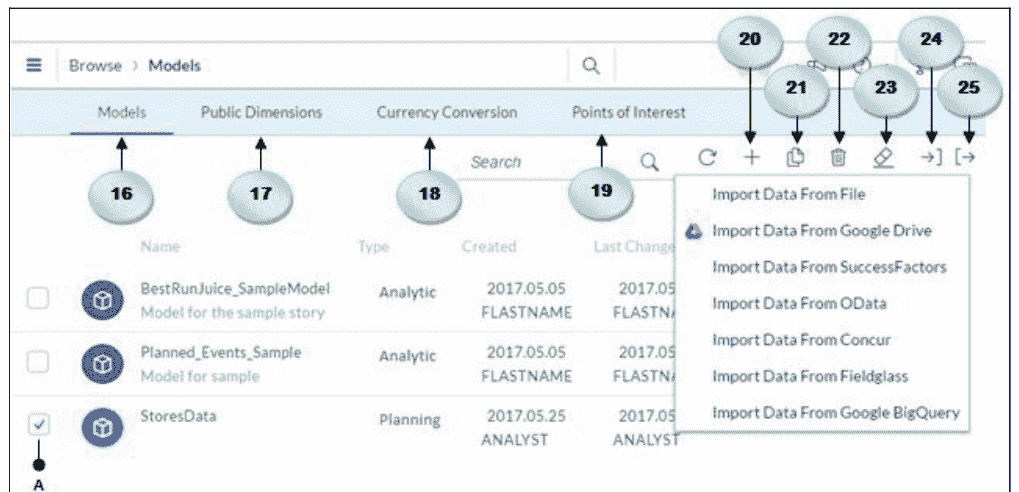 20 22 24
Browse > Models
21 23 25
Models Public Dimensions Currency Conversion Points of Interest
Search
16 17 18 19
Import Data From File
Import Data From Google Drive
Import Data From SuccessFactors
Import Data From OData
Import Data From Concur
Import Data From Fieldglass
Import Data From Google BigQuery
Name Type Created Last Change
BestRunJuice_SampleModel Analytic 2017.05.05 2017.05
Model for the sample story FLASTNAME FLASTN
Planned_Events_Sample Analytic 2017.05.05 2017.05
Model for sample FLASTNAME FLASTN
StoresData Planning 2017.05.25 2017.05
ANALYST ANALYST
A